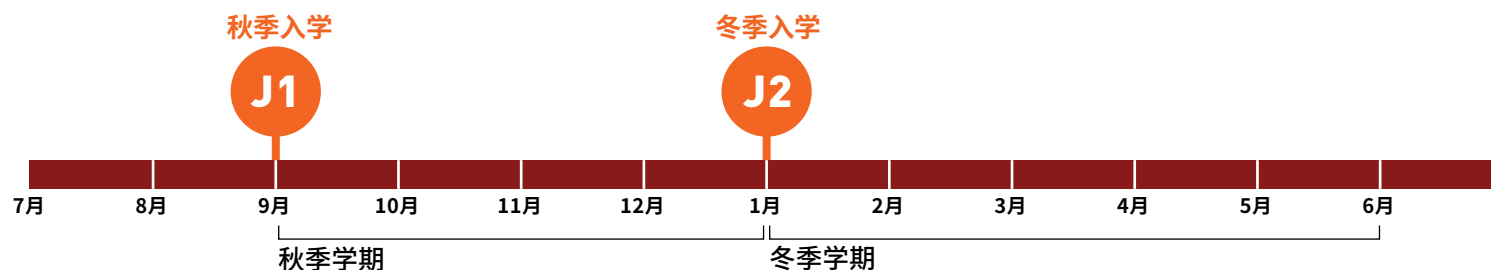 秋季入学 冬季入学
J1 J2
7月 8月 9月 10月 11月 12月 1月 2月 3月 4月 5月 6月
秋季学期 冬季学期